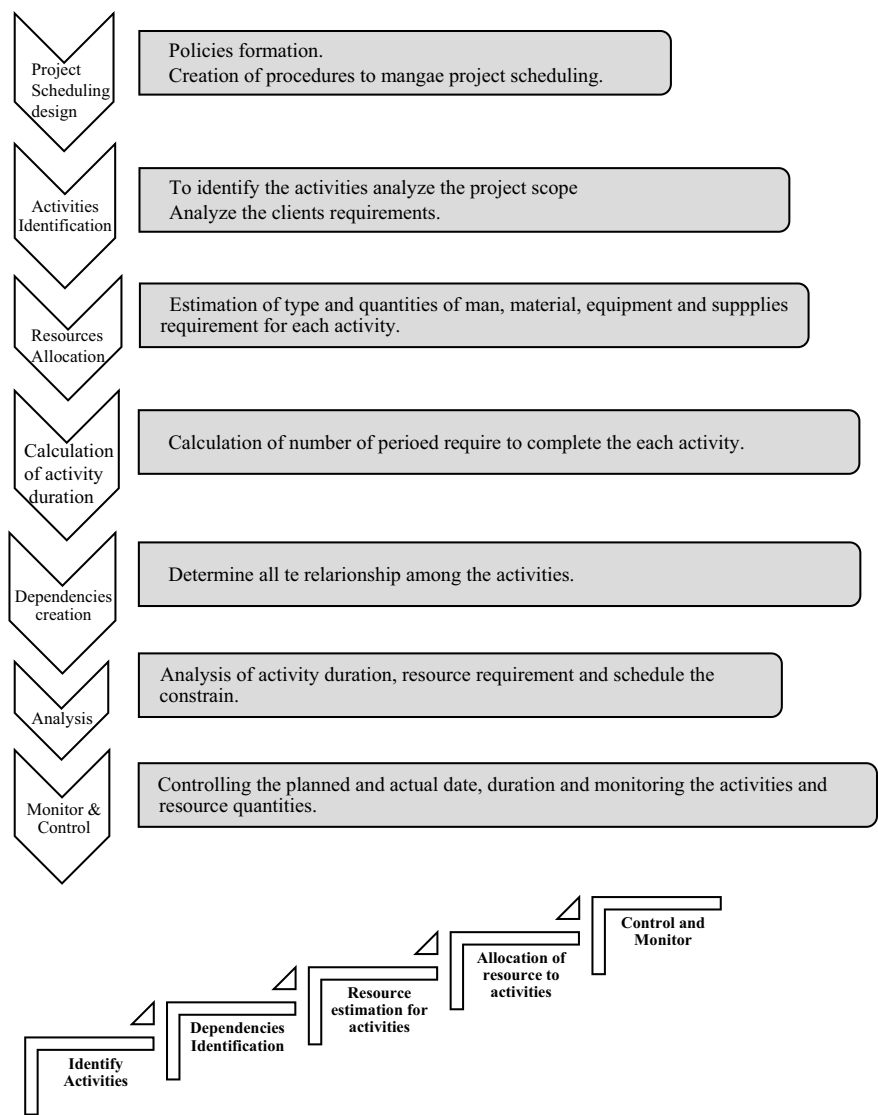 Project
Scheduling
design
Policies formation.
Creation of procedures to mangae project scheduling.
Activities
Identification
To identify the activities analyze the project scope
Analyze the clients requirements.
Resources
Allocation
Estimation of type and quantities of man, material, equipment and suppplies
requirement for each activity.
Calculation
of activity
duration
Calculation of number of perioed require to complete the each activity.
Dependencies
creation
Determine all te relarionship among the activities.
Analysis
Analysis of activity duration, resource requirement and schedule the
constrain.
Monitor &
Control
Controlling the planned and actual date, duration and monitoring the activities and
resource quantities.
Identify
Activities
Dependencies
Identification
Resource
estimation for
activities
Allocation of
resource to
activities
Control and
Monitor